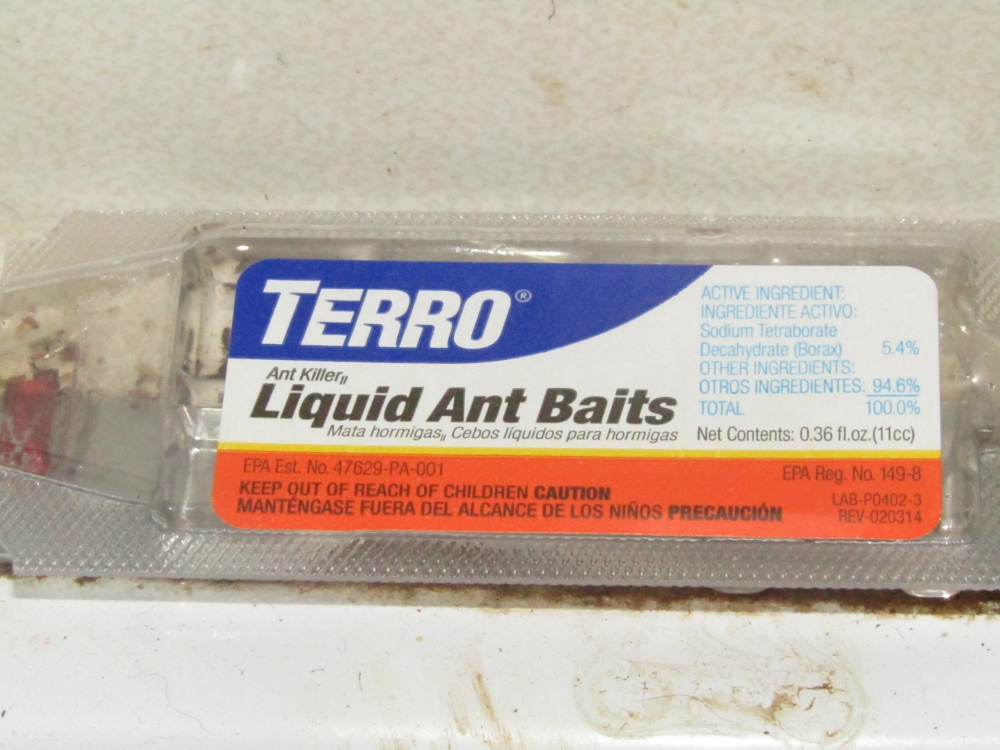 TERRO®
Ant Killer II
Liquid Ant Baits
Mata hormigas II Cebos líquidos para hormigas
ACTIVE INGREDIENT:
INGREDIENTE ACTIVO:
Sodium Tetraborate
Decahydrate (Borax) 5.4%
OTHER INGREDIENTS:
OTROS INGREDIENTES: 94.6%
TOTAL 100.0%
Net Contents: 0.36 fl.oz.(11cc)
EPA Est. No. 47629-PA-001
EPA Reg. No. 149-8
KEEP OUT OF REACH OF CHILDREN CAUTION
MANTÉNGASE FUERA DEL ALCANCE DE LOS NIÑOS PRECAUCIÓN
LAB-P0402-3
REV-020314